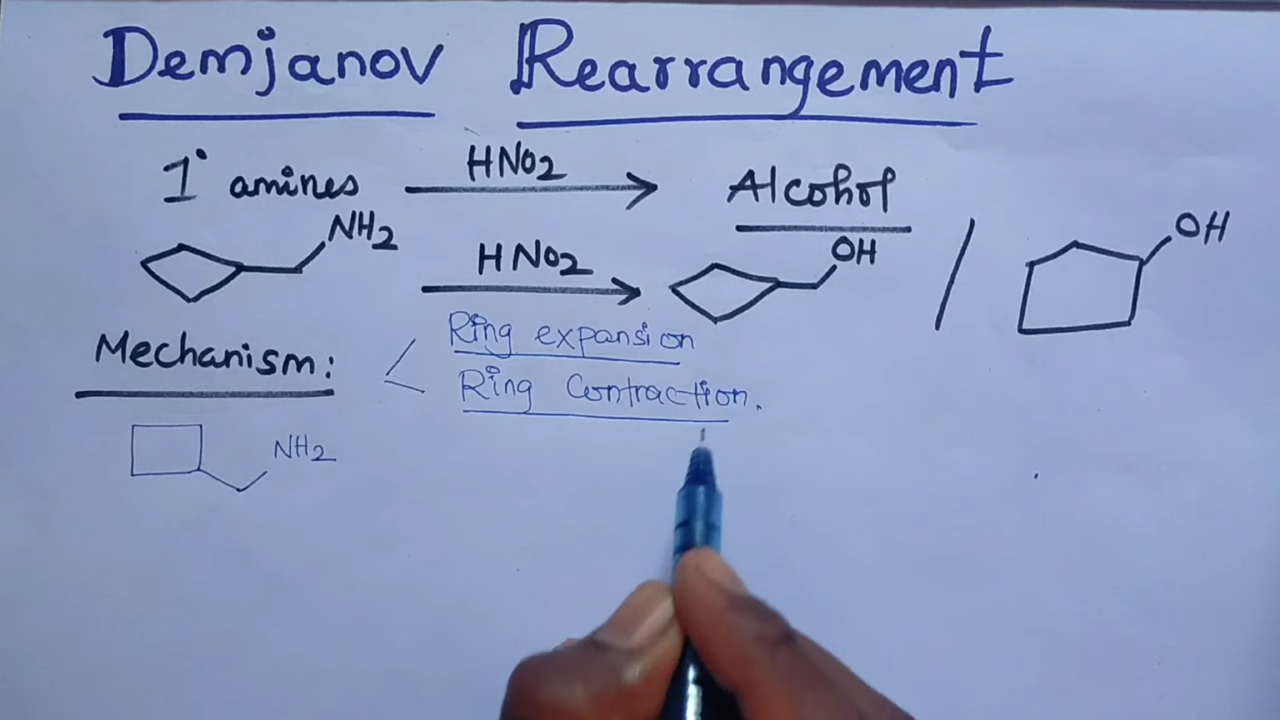 Demjanov Rearrangement
1° amines HNO2 Alcohol
NH2 HNO2 OH / OH
Mechanism: Ring expansion
Ring Contraction.
NH2